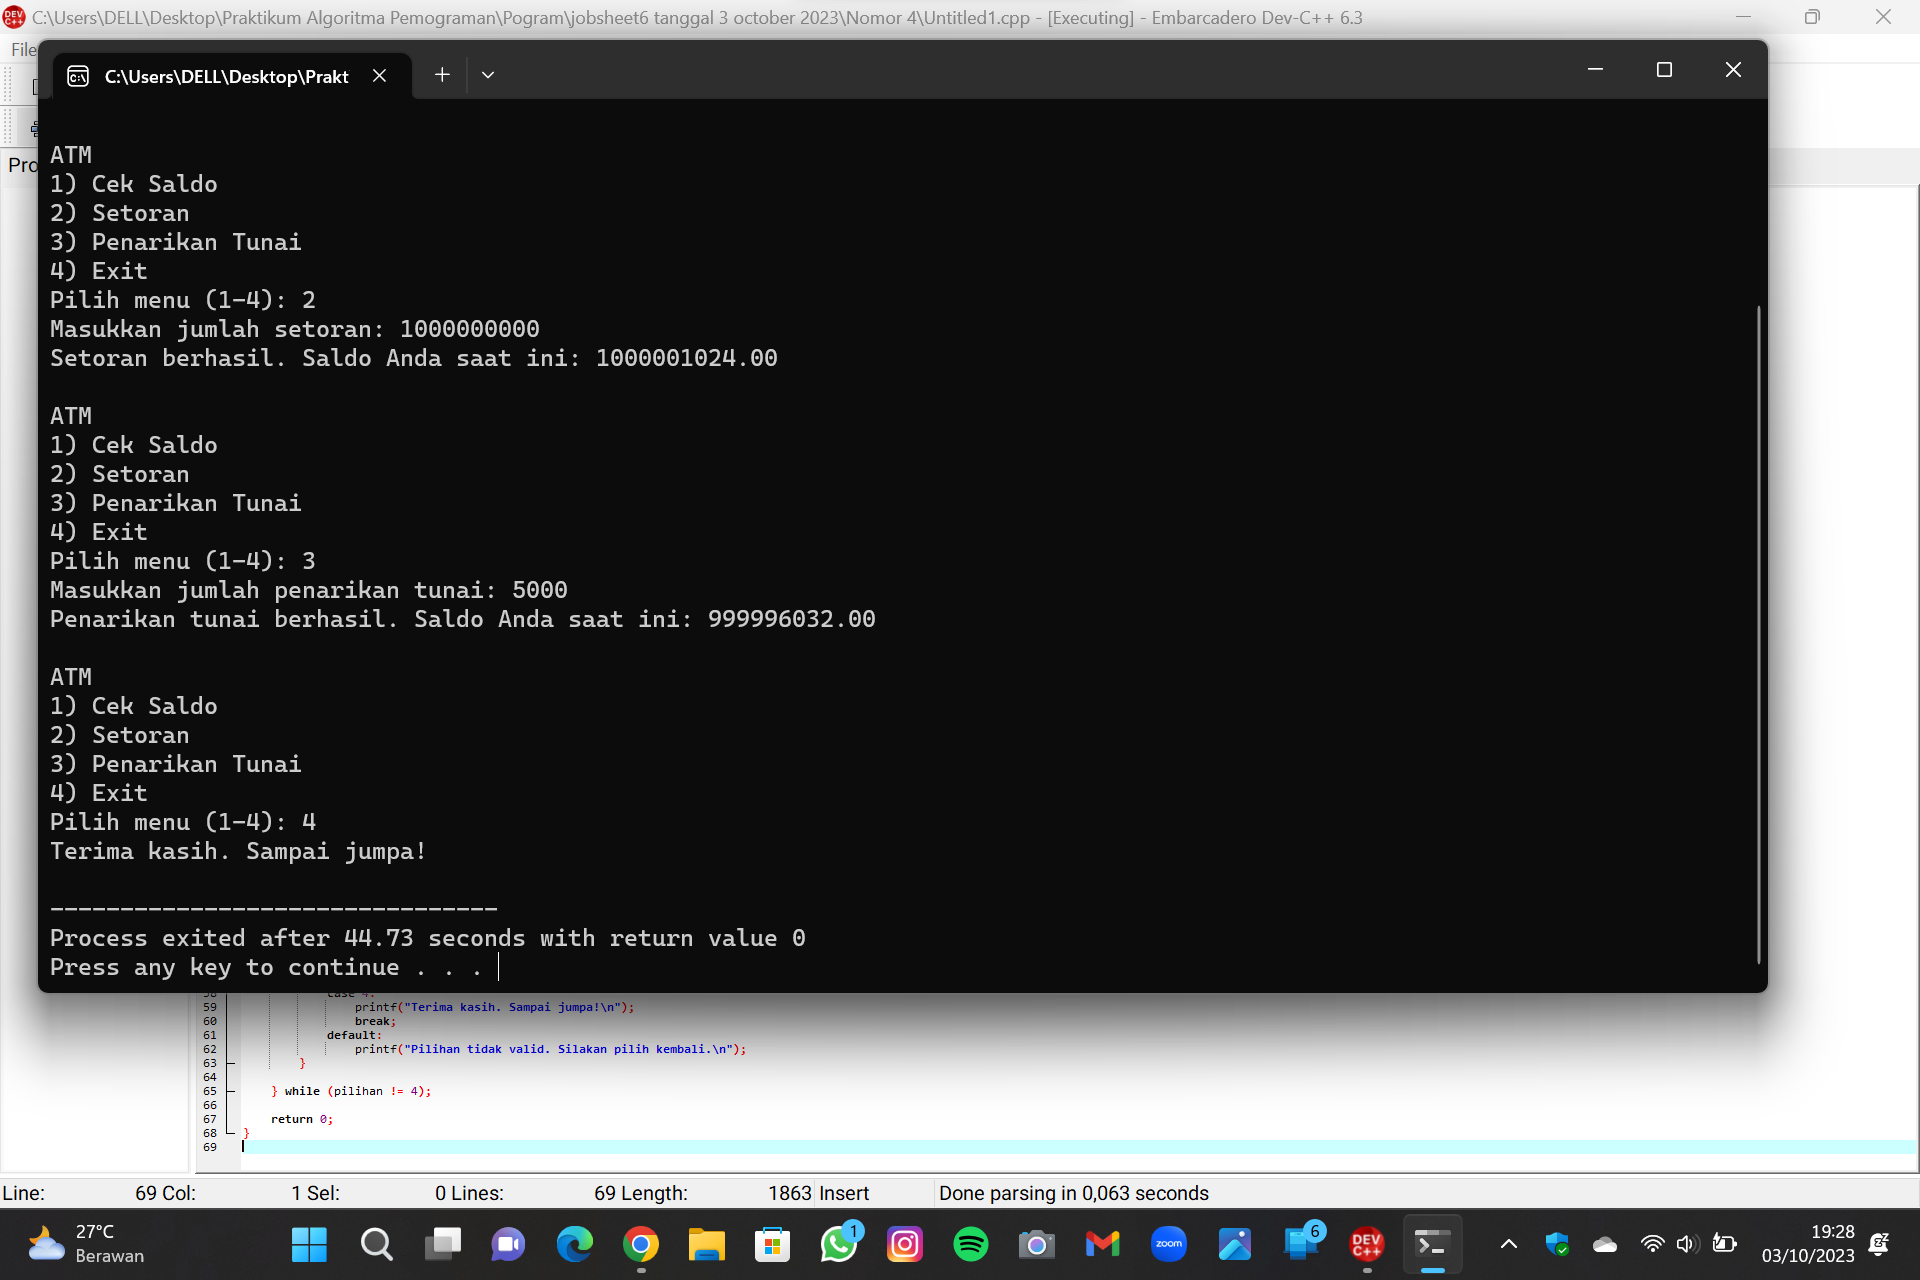 C:\Users\DELL\Desktop\Praktikum Algoritma Pemograman\Pogram\jobsheet6 tanggal 3 october 2023\Nomor 4\Untitled1.cpp - [Executing] - Embarcadero Dev-C++ 6.3
File
C:\Users\DELL\Desktop\Prakt
Pro
ATM
1) Cek Saldo
2) Setoran
3) Penarikan Tunai
4) Exit
Pilih menu (1-4): 2
Masukkan jumlah setoran: 1000000000
Setoran berhasil. Saldo Anda saat ini: 1000001024.00
ATM
1) Cek Saldo
2) Setoran
3) Penarikan Tunai
4) Exit
Pilih menu (1-4): 3
Masukkan jumlah penarikan tunai: 5000
Penarikan tunai berhasil. Saldo Anda saat ini: 999996032.00
ATM
1) Cek Saldo
2) Setoran
3) Penarikan Tunai
4) Exit
Pilih menu (1-4): 4
Terima kasih. Sampai jumpa!
--------------------------------
Process exited after 44.73 seconds with return value 0
Press any key to continue . . .
58 case 4:
59 printf("Terima kasih. Sampai jumpa!\n");
60 break;
61 default:
62 printf("Pilihan tidak valid. Silakan pilih kembali.\n");
63 }
64
65 } while (pilihan != 4);
66
67 return 0;
68 }
69
Line: 69 Col: 1 Sel: 0 Lines: 69 Length: 1863 Insert Done parsing in 0,063 seconds
27°C
Berawan
1
zoom
6
DEV C++
19:28
03/10/2023